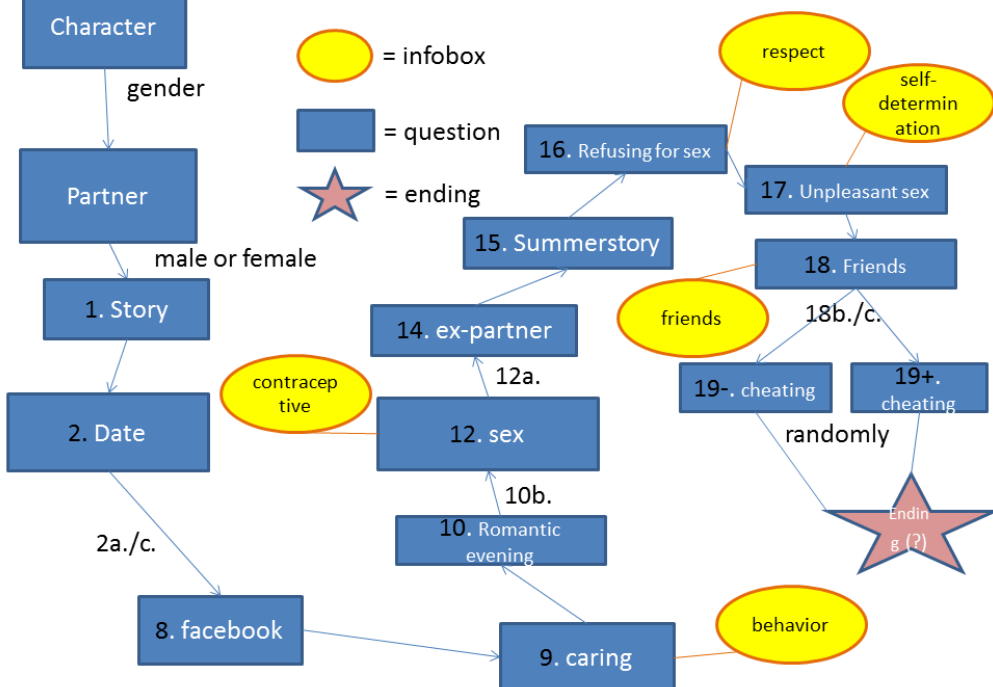 Character
gender
Partner
male or female
1. Story
2. Date
2a./c.
8. facebook
9. caring
behavior
10. Romantic
evening
10b.
12. sex
contracep
tive
12a.
14. ex-partner
15. Summerstory
16. Refusing for sex
respect
self-
determin
ation
17. Unpleasant sex
18. Friends
friends
18b./c.
19-. cheating
19+.
cheating
randomly
Endin
g (?)
= infobox
= question
= ending